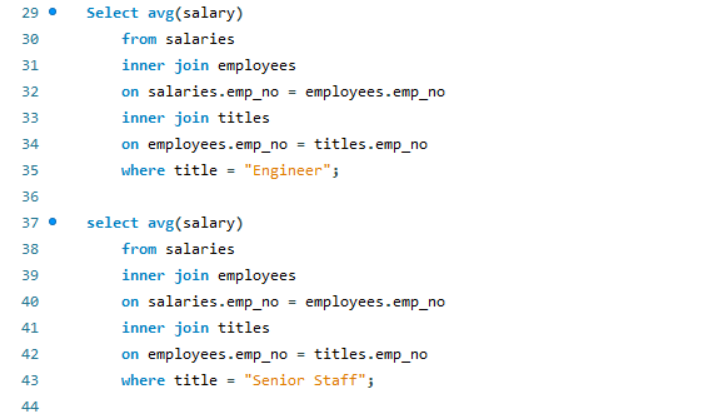 29 Select avg(salary)
30 from salaries
31 inner join employees
32 on salaries.emp_no = employees.emp_no
33 inner join titles
34 on employees.emp_no = titles.emp_no
35 where title = "Engineer";
36
37 select avg(salary)
38 from salaries
39 inner join employees
40 on salaries.emp_no = employees.emp_no
41 inner join titles
42 on employees.emp_no = titles.emp_no
43 where title = "Senior Staff";
44